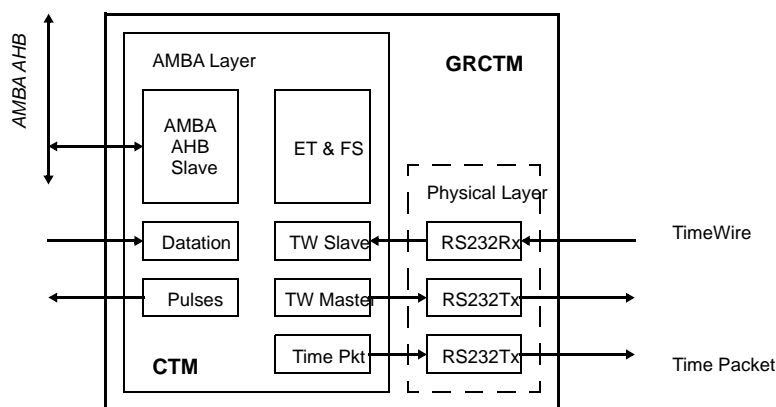 AMBA AHB
AMBA Layer
GRCTM
AMBA
AHB
Slave
ET & FS
Physical Layer
Datation
TW Slave
RS232Rx
TimeWire
Pulses
TW Master
RS232Tx
CTM
Time Pkt
RS232Tx
Time Packet